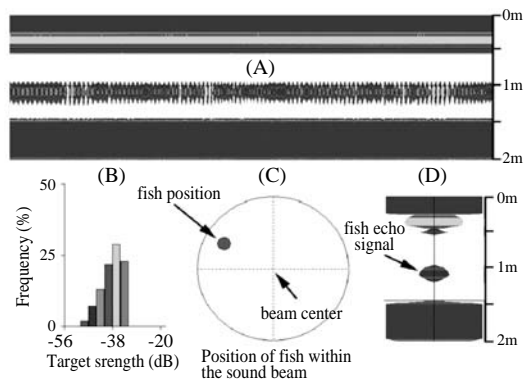 0m
(A)
1m
2m
(B)
(C)
(D)
50
25
0
Frequency (%)
-56 -38 -20
Target srength (dB)
fish position
beam center
Position of fish within
the sound beam
fish echo
signal
0m
1m
2m